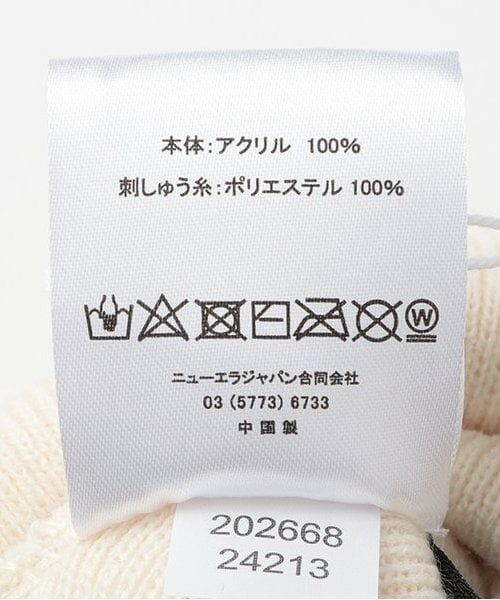 本体：アクリル 100%
刺しゅう糸：ポリエステル 100%
W
ニューエラジャパン合同会社
03 (5773) 6733
中国製
202668
24213